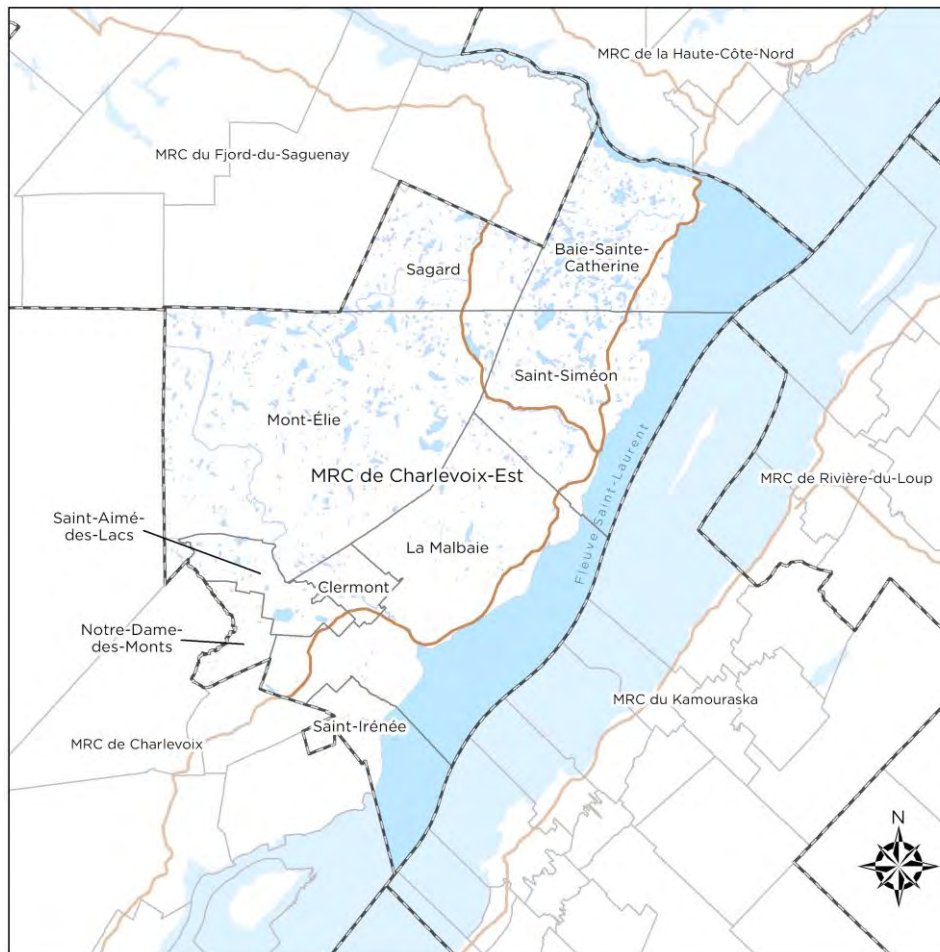 MRC de la Haute-Côte-Nord
MRC du Fjord-du-Saguenay
Baie-Sainte-
Catherine
Sagard
Saint-Siméon
Mont-Élie
MRC de Charlevoix-Est
MRC de Rivière-du-Loup
Fleuve Saint-Laurent
Saint-Aimé-
des-Lacs
La Malbaie
Clermont
Notre-Dame-
des-Monts
MRC du Kamouraska
Saint-Irénée
MRC de Charlevoix
N